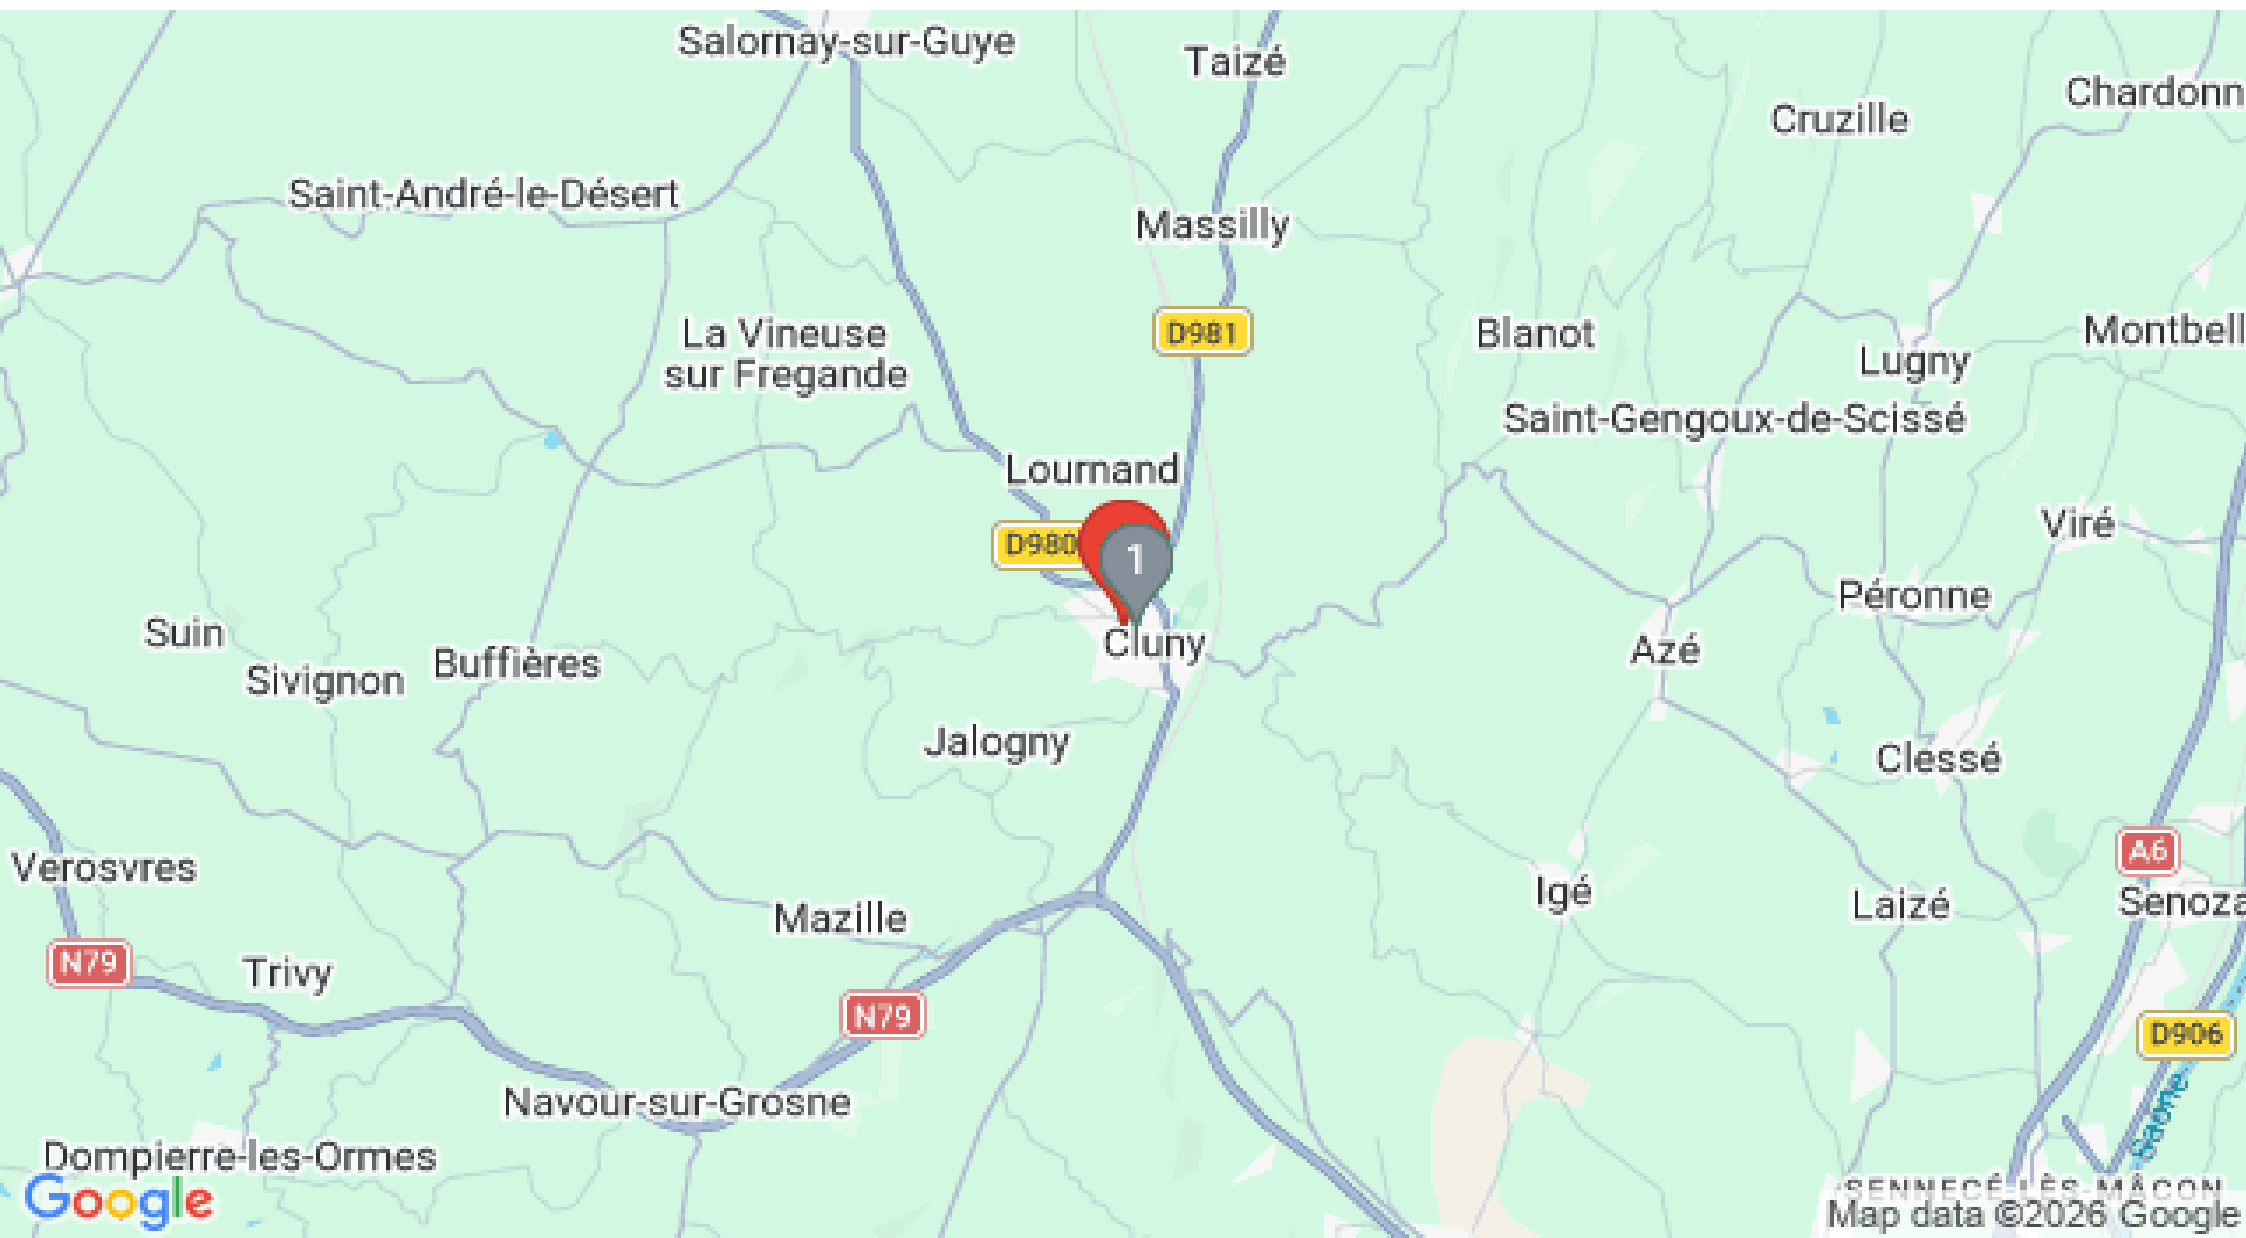 Salornay-sur-Guye
Taizé
Chardonn
Cruzille
Saint-André-le-Désert
Massilly
La Vineuse
sur Fregande
D981
Blanot
Montbell
Lugny
Saint-Gengoux-de-Scissé
Lournand
D980
1
Viré
Péronne
Suin
Cluny
Azé
Sivignon
Buffières
Jalogny
Clessé
A6
Verosvres
Mazille
Igé
Laizé
Senoza
N79
Trivy
N79
D906
Navour-sur-Grosne
Saône
Dompierre-les-Ormes
Google
SENNECÉ-LÈS-MÂCON
Map data ©2026 Google